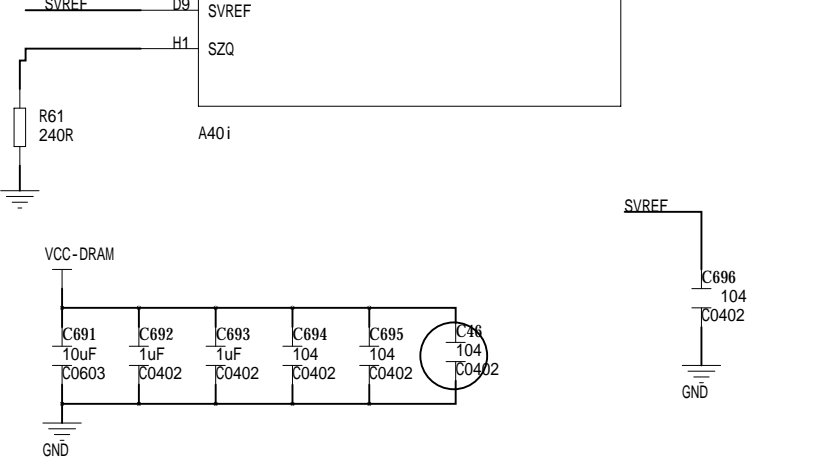 SVREF
D9
SVREF
H1
SZQ
R61
240R
A40i
SVREF
VCC-DRAM
C696
104
C0402
C691
10uF
C0603
C692
1uF
C0402
C693
1uF
C0402
C694
104
C0402
C695
104
C0402
C46
104
C0402
GND
GND